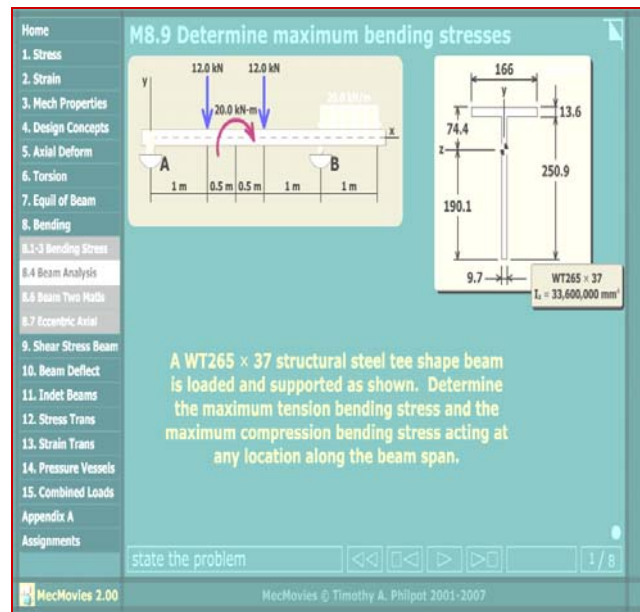 Home
1. Stress
2. Strain
3. Mech Properties
4. Design Concepts
5. Axial Deform
6. Torsion
7. Equil of Beam
8. Bending
8.1-3 Bending Stress
8.4 Beam Analysis
8.6 Beam Two Matls
8.7 Eccentric Axial
9. Shear Stress Beam
10. Beam Deflect
11. Indet Beams
12. Stress Trans
13. Strain Trans
14. Pressure Vessels
15. Combined Loads
Appendix A
Assignments
MecMovies 2.00
M8.9 Determine maximum bending stresses
12.0 kN 12.0 kN
y
20.0 kN/m
20.0 kN-m
x
A B
1 m 0.5 m 0.5 m 1 m 1 m
166
y
13.6
74.4
z
250.9
190.1
9.7
WT265 × 37
Iz = 33,600,000 mm⁴
A WT265 × 37 structural steel tee shape beam
is loaded and supported as shown. Determine
the maximum tension bending stress and the
maximum compression bending stress acting at
any location along the beam span.
state the problem
1/8
MecMovies © Timothy A. Philpot 2001-2007